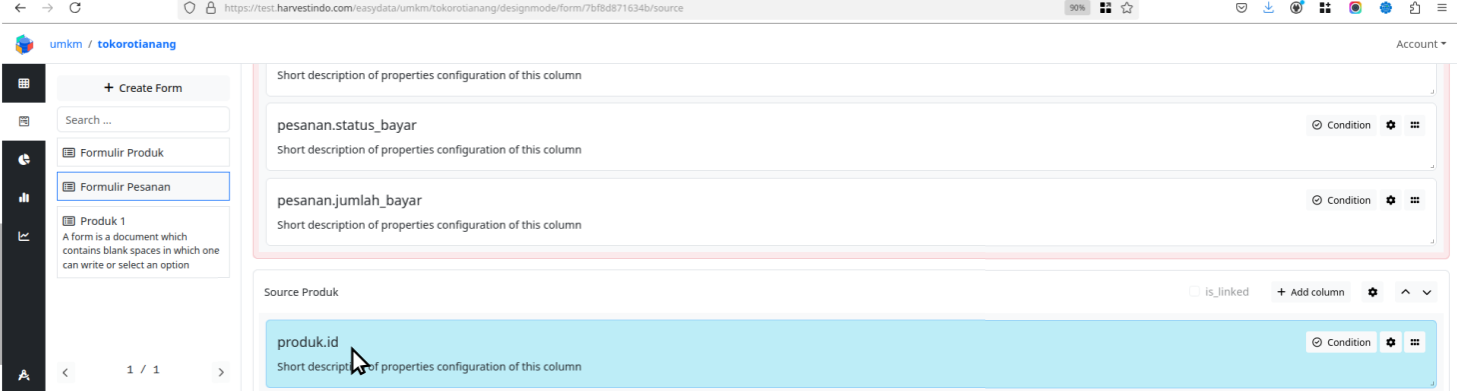 https://test.harvestindo.com/easydata/umkm/tokorotianang/designmode/form/7bf8d871634b/source
90%
umkm / tokorotianang
Account
+ Create Form
Search ...
Formulir Produk
Formulir Pesanan
Produk 1
A form is a document which
contains blank spaces in which one
can write or select an option
1 / 1
Short description of properties configuration of this column
pesanan.status_bayar
Condition
Short description of properties configuration of this column
pesanan.jumlah_bayar
Condition
Short description of properties configuration of this column
Source Produk
is_linked
+ Add column
produk.id
Condition
Short description of properties configuration of this column